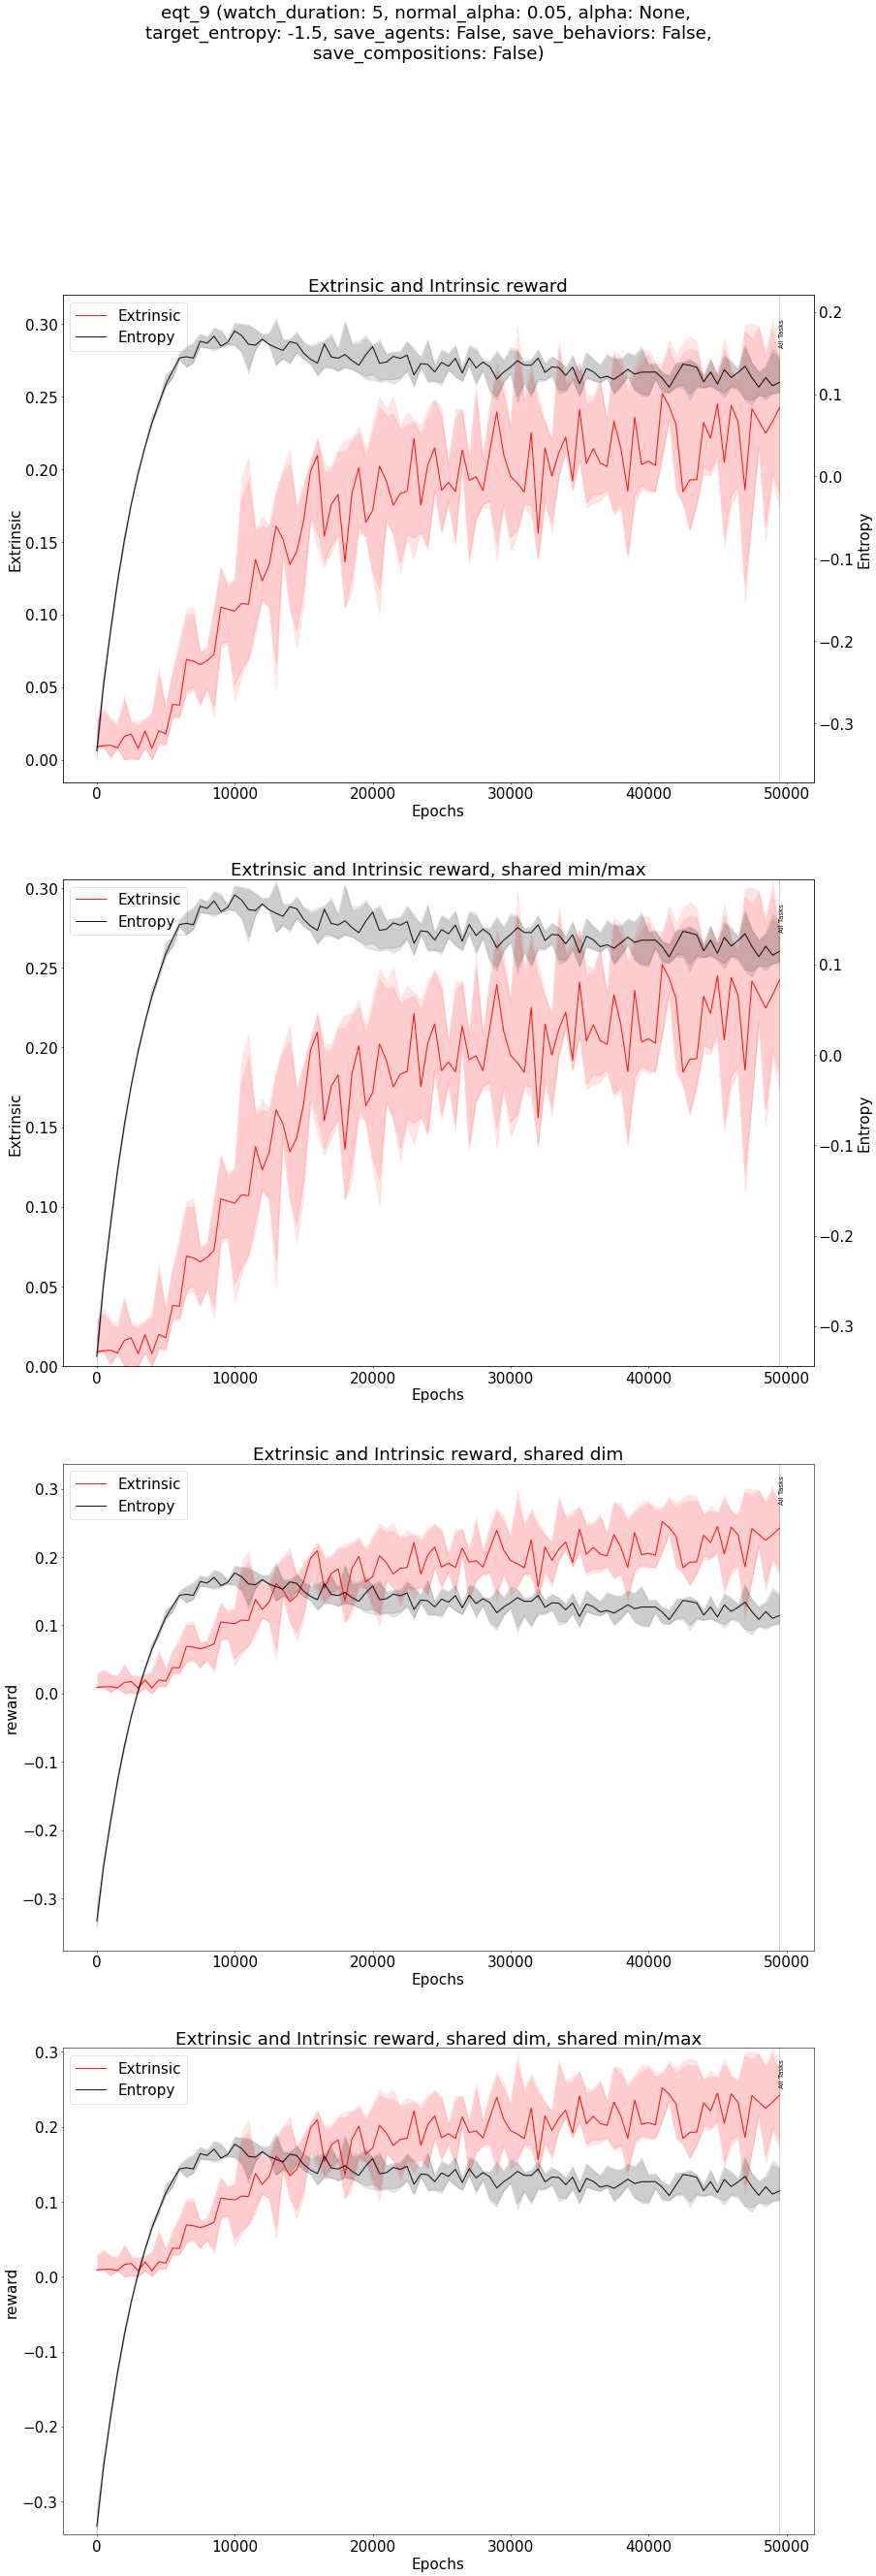 eqt_9 (watch_duration: 5, normal_alpha: 0.05, alpha: None,
target_entropy: -1.5, save_agents: False, save_behaviors: False,
save_compositions: False)
Extrinsic and Intrinsic reward
Extrinsic
Entropy
All Tasks
0.30
0.25
0.20
0.15
0.10
0.05
0.00
Extrinsic
0.2
0.1
0.0
−0.1
−0.2
−0.3
Entropy
0 10000 20000 30000 40000 50000
Epochs
Extrinsic and Intrinsic reward, shared min/max
Extrinsic
Entropy
All Tasks
0.30
0.25
0.20
0.15
0.10
0.05
0.00
Extrinsic
0.1
0.0
−0.1
−0.2
−0.3
Entropy
0 10000 20000 30000 40000 50000
Epochs
Extrinsic and Intrinsic reward, shared dim
Extrinsic
Entropy
All Tasks
0.3
0.2
0.1
0.0
−0.1
−0.2
−0.3
reward
0 10000 20000 30000 40000 50000
Epochs
Extrinsic and Intrinsic reward, shared dim, shared min/max
Extrinsic
Entropy
All Tasks
0.3
0.2
0.1
0.0
−0.1
−0.2
−0.3
reward
0 10000 20000 30000 40000 50000
Epochs